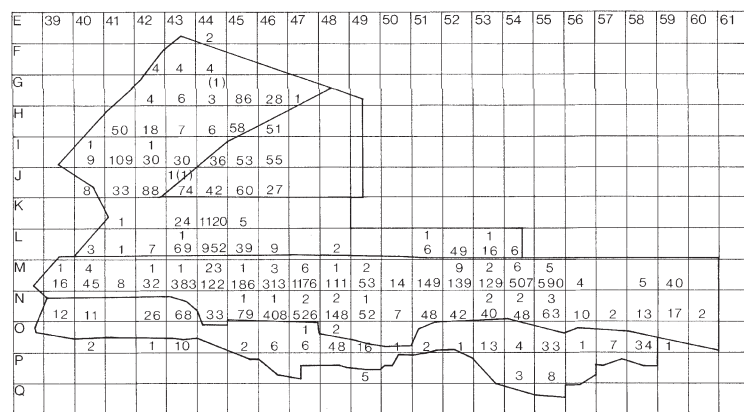 E 39 40 41 42 43 44 45 46 47 48 49 50 51 52 53 54 55 56 57 58 59 60 61
2
F
4 4 4
G (1)
4 6 3 86 28 1
H
50 18 7 6 58 51
I 1 1
9 109 30 30 36 53 55
J 1(1)
8 33 88 74 42 60 27
K
1 24 1120 5
L 1 1 1
3 1 7 69 952 39 9 2 6 49 16 6
M 1 4 1 1 23 1 3 6 1 2 9 2 6 5
16 45 8 32 383 122 186 313 1176 111 53 14 149 139 129 507 590 4 5 40
N 1 1 2 2 1 2 2 3
12 11 26 68 33 79 408 526 148 52 7 48 42 40 48 63 10 2 13 17 2
O 1 2
2 1 10 2 6 6 48 16 1 2 1 13 4 33 1 7 34 1
P
5 3 8
Q